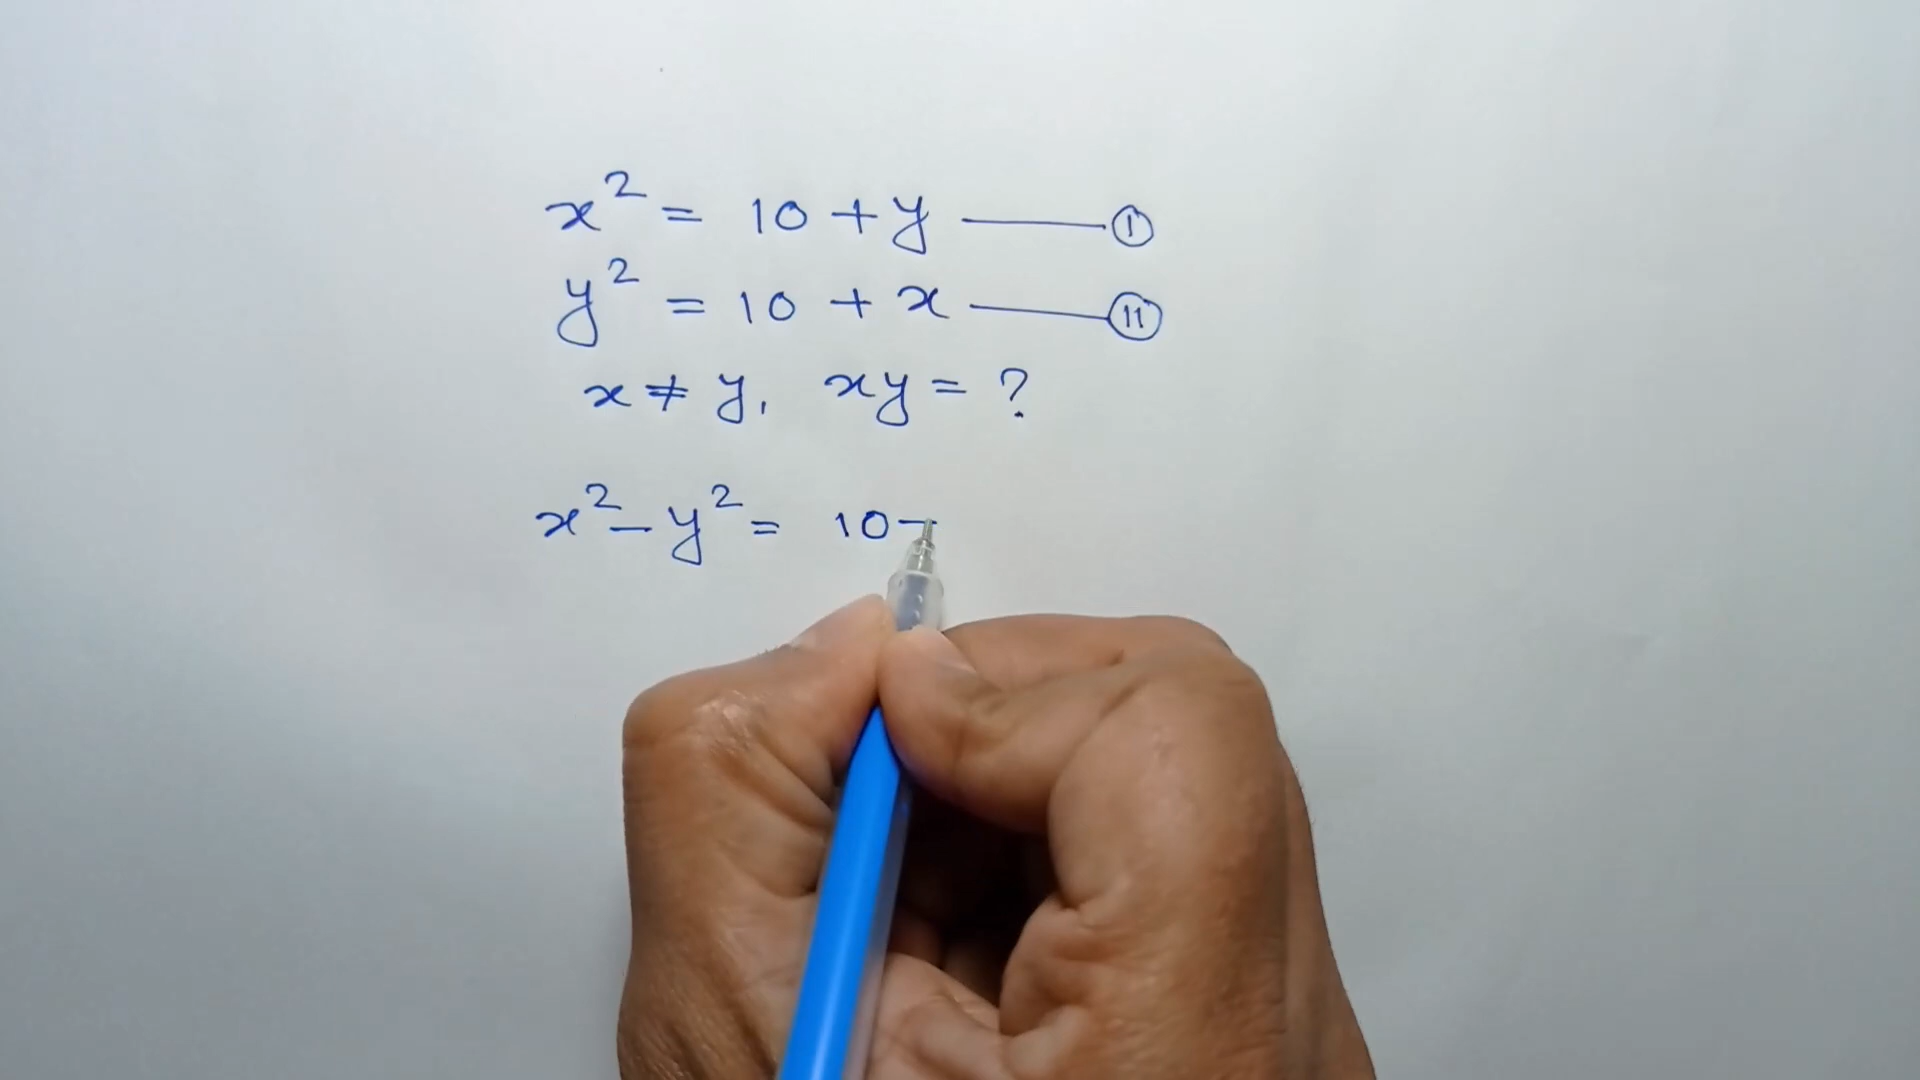 x² = 10 + y ——— ①
y² = 10 + x ——— ⑪
x ≠ y, xy = ?
x² - y² = 10